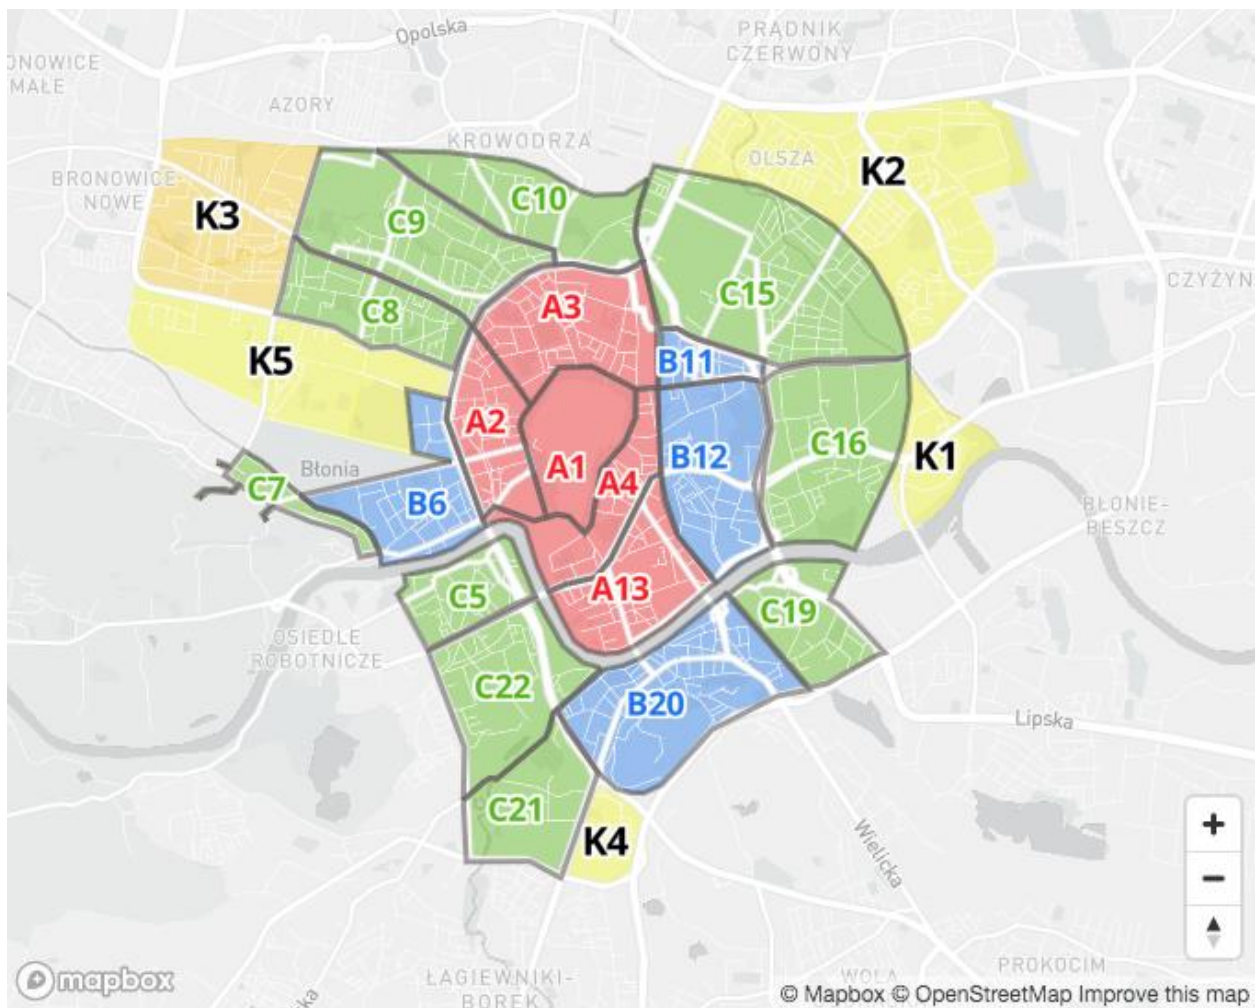 Opolska
PRĄDNIK
CZERWONY
ONOWICE
MAŁE
AZORY
KROWODRZA
OLSZA
K2
BRONOWICE
NOWE
K3
C9
C10
C15
CZYŻYN
A3
C8
K5
B11
A2
A1
A4
B12
C16
K1
Błonia
C7
B6
BŁONIE-
BESZCZ
C5
A13
C19
OSIEDLE
ROBOTNICZE
C22
B20
Lipska
C21
K4
Wielicka
+
−
ŁAGIEWNIKI-
BOREK
WOLA
PROKOCIM
mapbox
© Mapbox © OpenStreetMap Improve this map